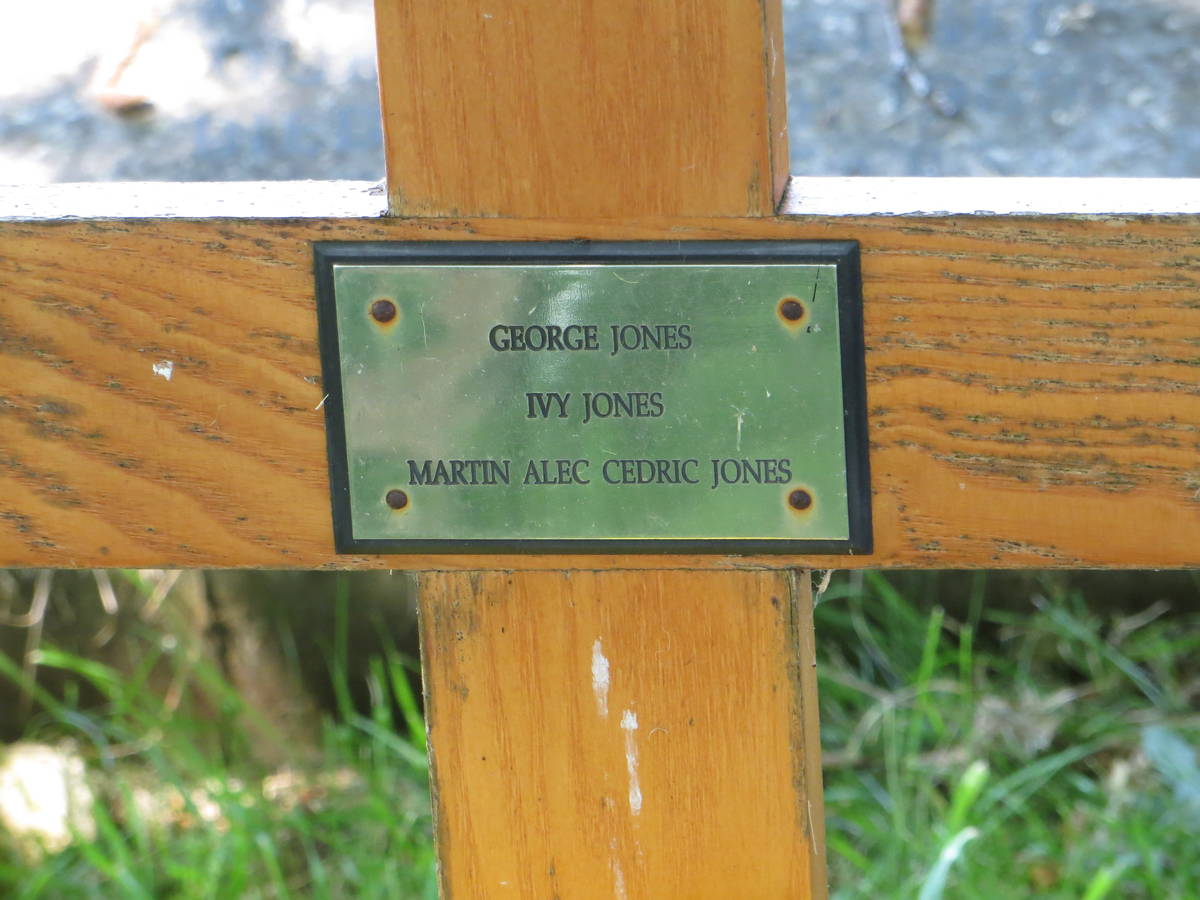 GEORGE JONES
IVY JONES
MARTIN ALEC CEDRIC JONES